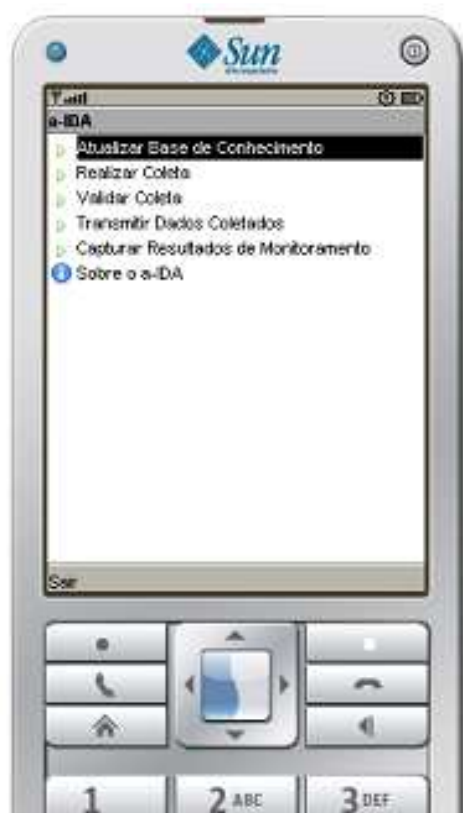 Sun
a-IDA
Atualizar Base de Conhecimento
Realizar Coleta
Validar Coleta
Transmitir Dados Coletados
Capturar Resultados de Monitoramento
Sobre o a-IDA
Sair
1
2 ABC
3 DEF